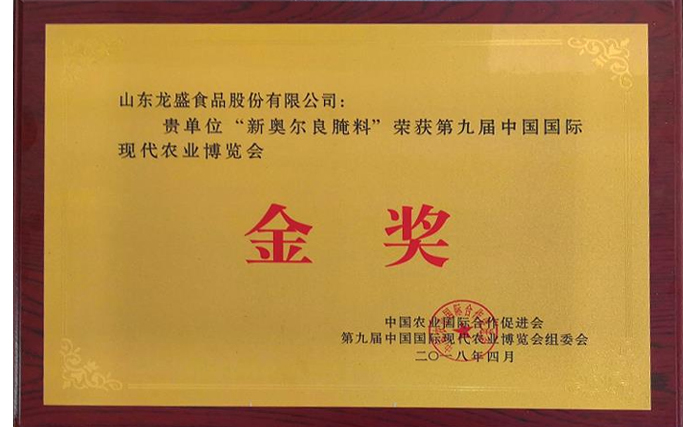 山东龙盛食品股份有限公司：
贵单位“新奥尔良腌料”荣获第九届中国国际
现代农业博览会
金奖
中国农业国际合作促进会
第九届中国国际现代农业博览会组委会
二〇一八年四月